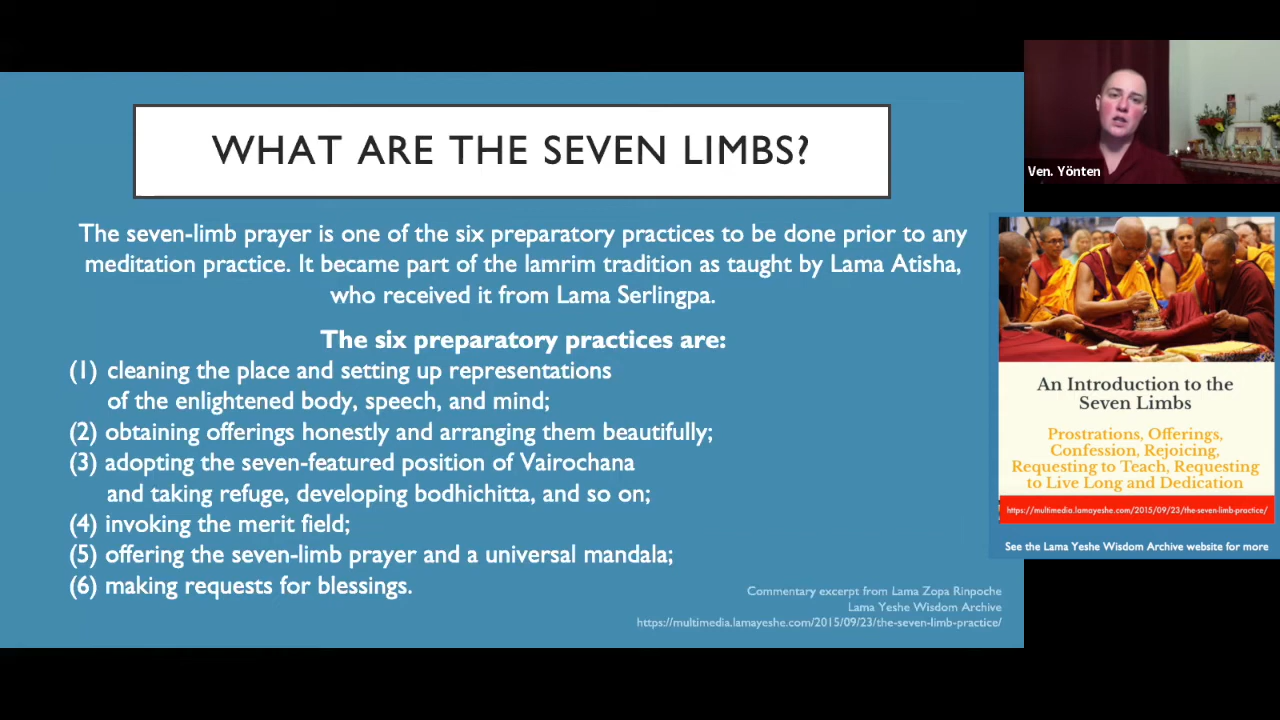 WHAT ARE THE SEVEN LIMBS?
The seven-limb prayer is one of the six preparatory practices to be done prior to any
meditation practice. It became part of the lamrim tradition as taught by Lama Atisha,
who received it from Lama Serlingpa.
The six preparatory practices are:
(1) cleaning the place and setting up representations
of the enlightened body, speech, and mind;
(2) obtaining offerings honestly and arranging them beautifully;
(3) adopting the seven-featured position of Vairochana
and taking refuge, developing bodhichitta, and so on;
(4) invoking the merit field;
(5) offering the seven-limb prayer and a universal mandala;
(6) making requests for blessings.
Commentary excerpt from Lama Zopa Rinpoche
Lama Yeshe Wisdom Archive
https://multimedia.lamayeshe.com/2015/09/23/the-seven-limb-practice/
Ven. Yönten
An Introduction to the
Seven Limbs
Prostrations, Offerings,
Confession, Rejoicing,
Requesting to Teach, Requesting
to Live Long and Dedication
https://multimedia.lamayeshe.com/2015/09/23/the-seven-limb-practice/
See the Lama Yeshe Wisdom Archive website for more